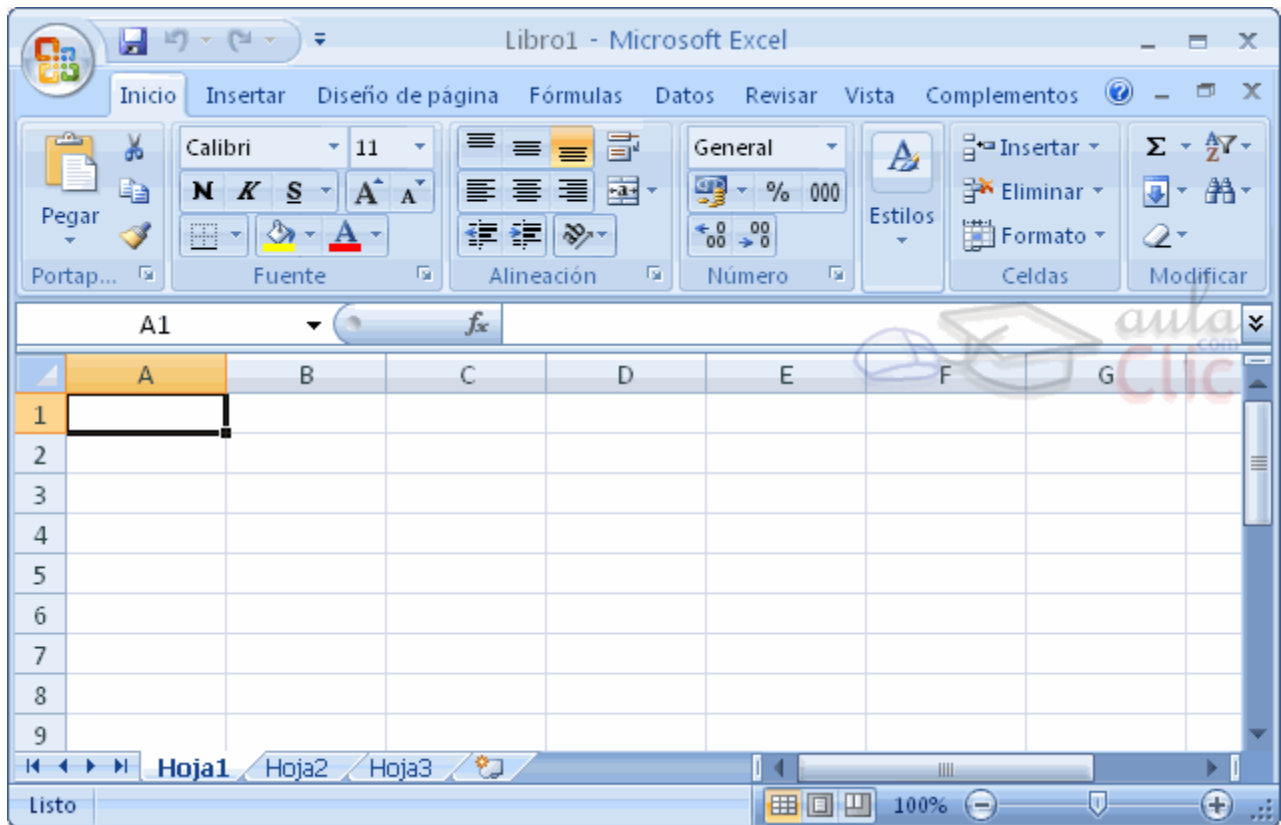 Libro1 - Microsoft Excel
Inicio Insertar Diseño de página Fórmulas Datos Revisar Vista Complementos
Calibri 11 General Insertar Σ
N K S A A % 000 Eliminar
Pegar Estilos Formato
Portap... Fuente Alineación Número Celdas Modificar
A1 fx
aulaClic.com
A B C D E F G
1
2
3
4
5
6
7
8
9
Hoja1 Hoja2 Hoja3
Listo 100%